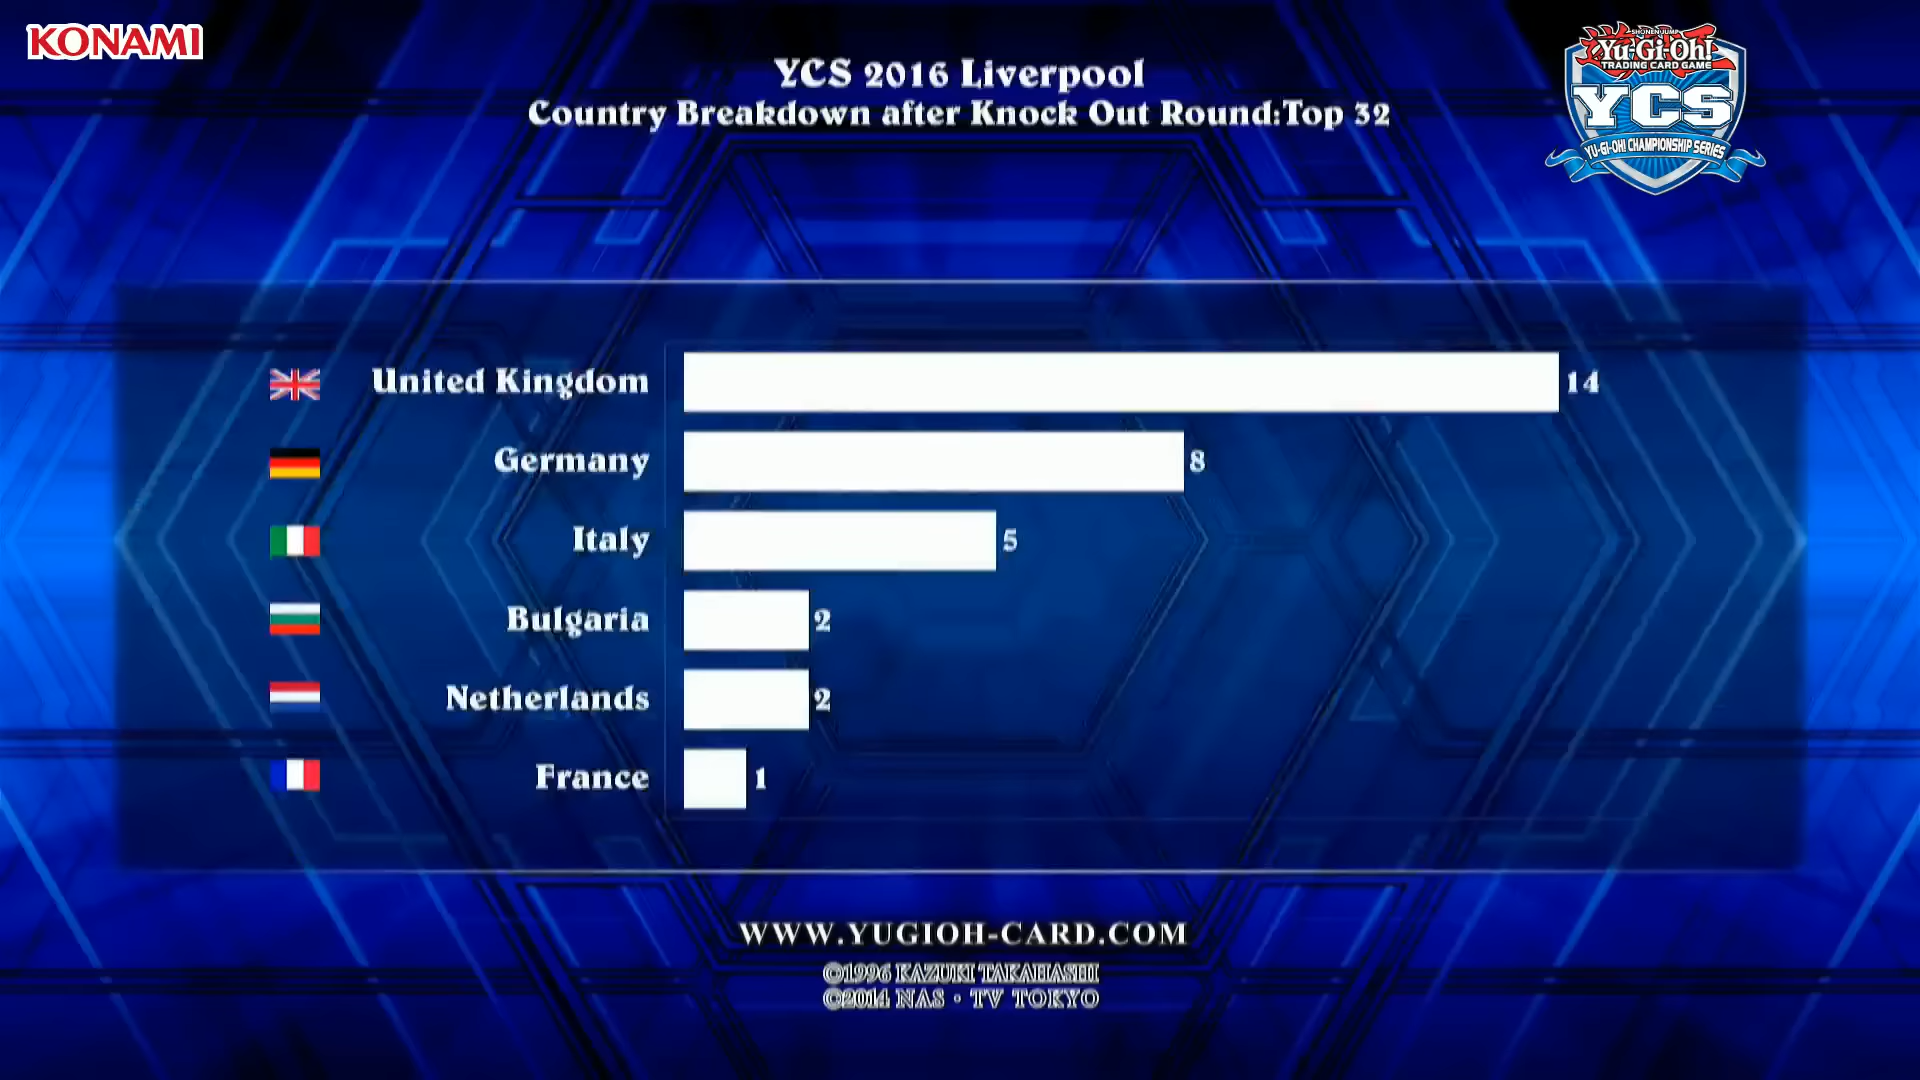 KONAMI
YCS 2016 Liverpool
Country Breakdown after Knock Out Round:Top 32
SHONEN JUMP
Yu-Gi-Oh!
TRADING CARD GAME
YCS
YU-GI-OH! CHAMPIONSHIP SERIES
United Kingdom 14
Germany 8
Italy 5
Bulgaria 2
Netherlands 2
France 1
WWW.YUGIOH-CARD.COM
©1996 KAZUKI TAKAHASHI
©2014 NAS • TV TOKYO